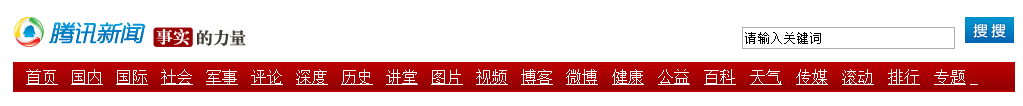 腾讯新闻 事实的力量 请输入关键词 搜搜
首页 国内 国际 社会 军事 评论 深度 历史 讲堂 图片 视频 博客 微博 健康 公益 百科 天气 传媒 滚动 排行 专题